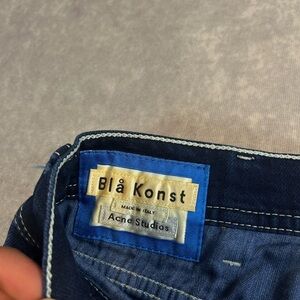 Blå Konst
MADE IN ITALY
Acne Studios